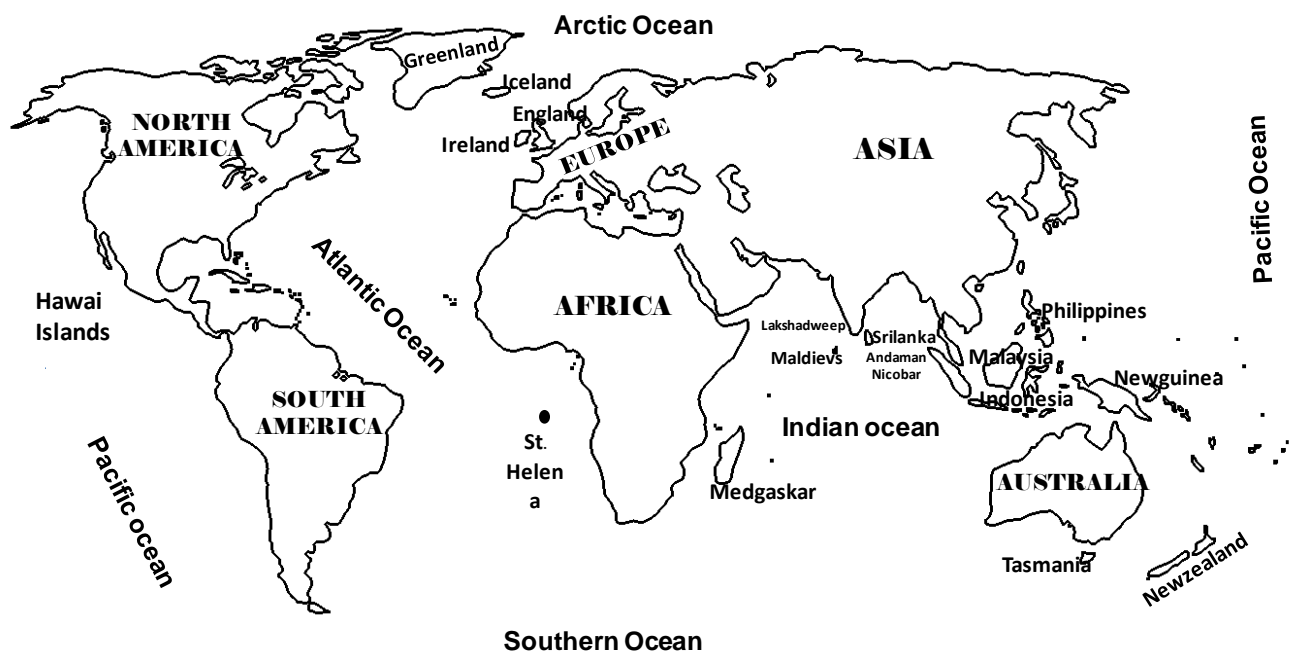 Arctic Ocean
Greenland
Iceland
England
Ireland
NORTH
AMERICA
EUROPE
ASIA
Pacific Ocean
Atlantic Ocean
Hawai
Islands
AFRICA
Lakshadweep
Srilanka
Maldievs
Andaman
Nicobar
Philippines
Malaysia
Indonesia
Newguinea
SOUTH
AMERICA
St.
Helen
a
Indian ocean
Medgaskar
AUSTRALIA
Pacific ocean
Tasmania
Newzealand
Southern Ocean